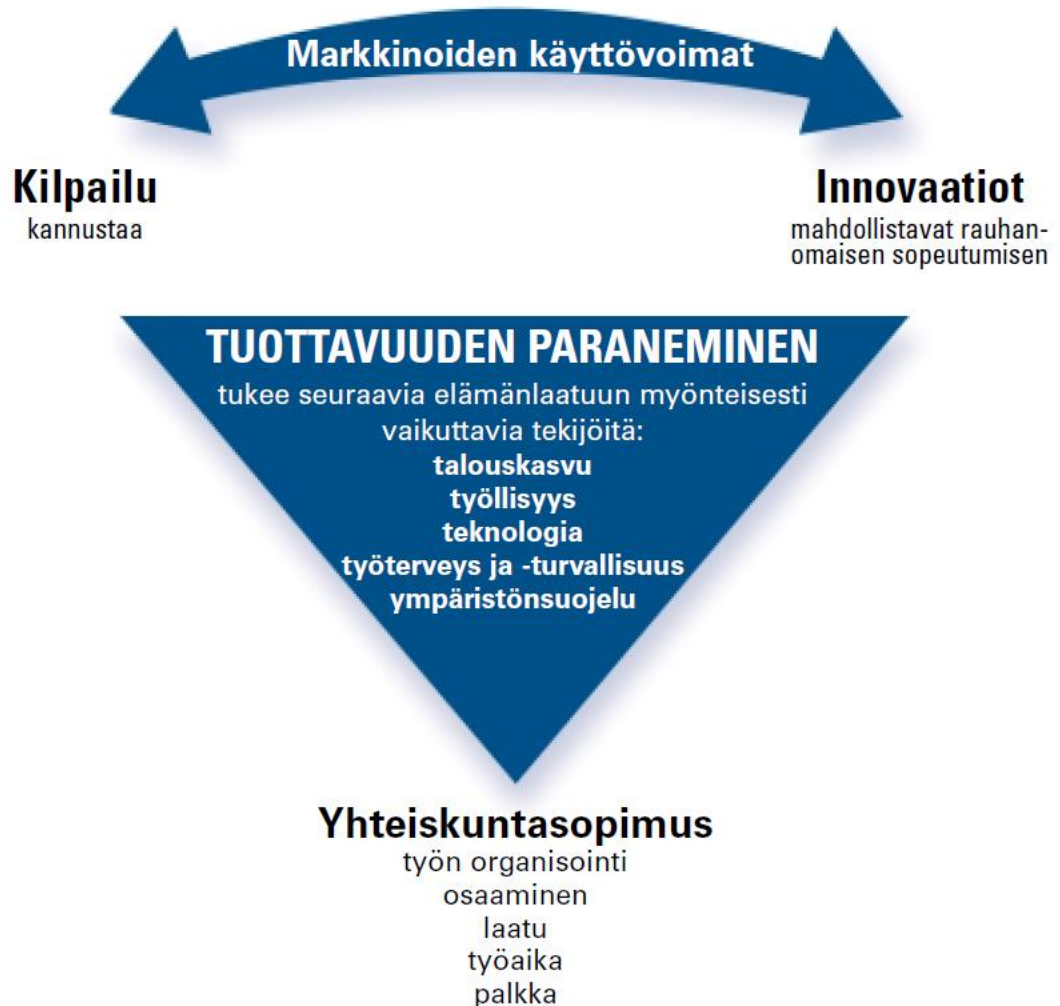 Markkinoiden käyttövoimat
Kilpailu
kannustaa
Innovaatiot
mahdollistavat rauhan-
omaisen sopeutumisen
TUOTTAVUUDEN PARANEMINEN
tukee seuraavia elämänlaatuun myönteisesti
vaikuttavia tekijöitä:
talouskasvu
työllisyys
teknologia
työterveys ja -turvallisuus
ympäristönsuojelu
Yhteiskuntasopimus
työn organisointi
osaaminen
laatu
työaika
palkka